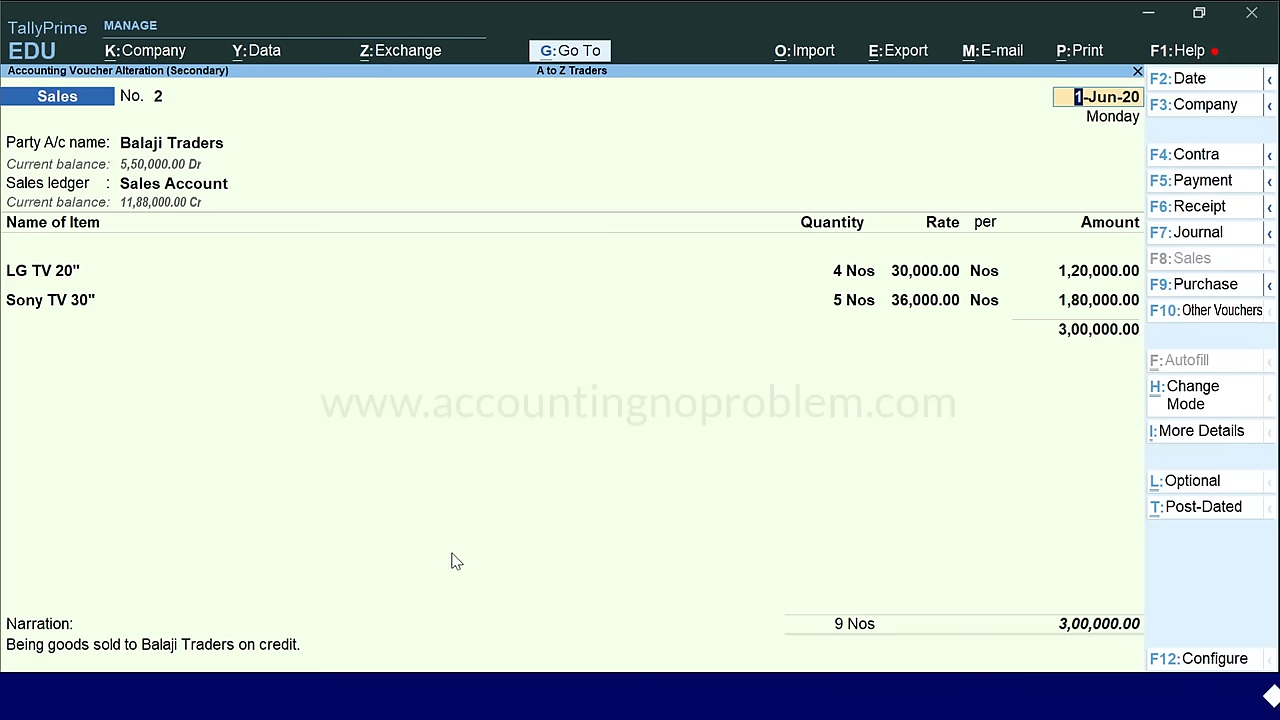 TallyPrime MANAGE
EDU K:Company Y:Data Z:Exchange G:Go To O:Import E:Export M:E-mail P:Print F1:Help
Accounting Voucher Alteration (Secondary) A to Z Traders
Sales No. 2 1-Jun-20
Monday
Party A/c name: Balaji Traders
Current balance: 5,50,000.00 Dr
Sales ledger : Sales Account
Current balance: 11,88,000.00 Cr
Name of Item Quantity Rate per Amount
LG TV 20" 4 Nos 30,000.00 Nos 1,20,000.00
Sony TV 30" 5 Nos 36,000.00 Nos 1,80,000.00
3,00,000.00
www.accountingnoproblem.com
Narration: 9 Nos 3,00,000.00
Being goods sold to Balaji Traders on credit.
F2:Date
F3:Company
F4:Contra
F5:Payment
F6:Receipt
F7:Journal
F8:Sales
F9:Purchase
F10:Other Vouchers
F:Autofill
H:Change
Mode
I:More Details
L:Optional
T:Post-Dated
F12:Configure